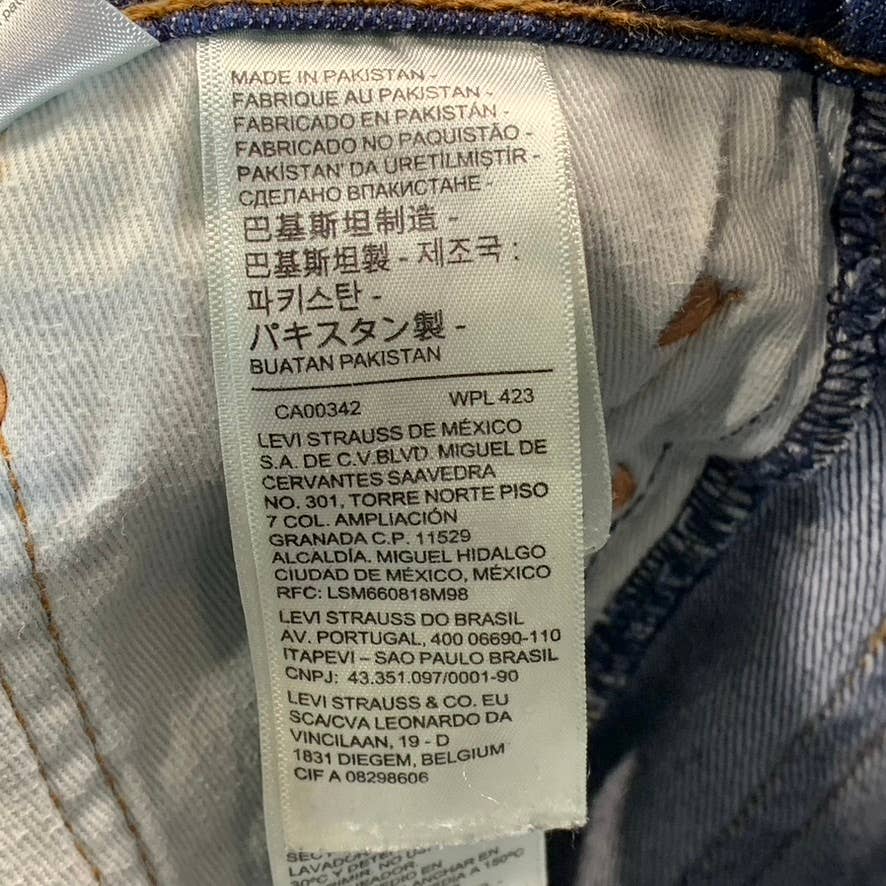 MADE IN PAKISTAN -
FABRIQUE AU PAKISTAN -
FABRICADO EN PAKISTÁN -
FABRICADO NO PAQUISTÃO -
PAKİSTAN' DA ÜRETİLMİŞTİR -
СДЕЛАНО ВПАКИСТАНЕ -
巴基斯坦制造 -
巴基斯坦製 - 제조국 :
파키스탄 -
パキスタン製 -
BUATAN PAKISTAN
CA00342 WPL 423
LEVI STRAUSS DE MÉXICO
S.A. DE C.V.BLVD. MIGUEL DE
CERVANTES SAAVEDRA
NO. 301, TORRE NORTE PISO
7 COL. AMPLIACIÓN
GRANADA C.P. 11529
ALCALDÍA. MIGUEL HIDALGO
CIUDAD DE MÉXICO, MÉXICO
RFC: LSM660818M98
LEVI STRAUSS DO BRASIL
AV. PORTUGAL, 400 06690-110
ITAPEVI – SAO PAULO BRASIL
CNPJ: 43.351.097/0001-90
LEVI STRAUSS & CO. EU
SCA/CVA LEONARDO DA
VINCILAAN, 19 - D
1831 DIEGEM, BELGIUM
CIF A 08298606